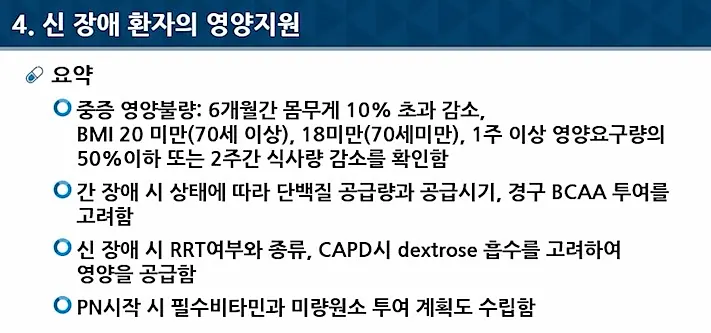 4. 신 장애 환자의 영양지원
요약
중증 영양불량: 6개월간 몸무게 10% 초과 감소,
BMI 20 미만(70세 이상), 18미만(70세미만), 1주 이상 영양요구량의
50%이하 또는 2주간 식사량 감소를 확인함
간 장애 시 상태에 따라 단백질 공급량과 공급시기, 경구 BCAA 투여를
고려함
신 장애 시 RRT여부와 종류, CAPD시 dextrose 흡수를 고려하여
영양을 공급함
PN시작 시 필수비타민과 미량원소 투여 계획도 수립함